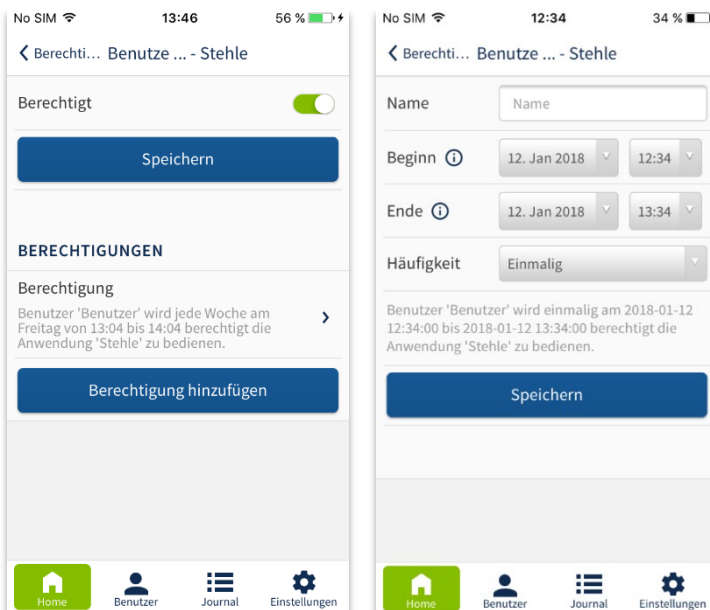 No SIM 13:46 56 %
Berechti... Benutze ... - Stehle
Berechtigt
Speichern
BERECHTIGUNGEN
Berechtigung
Benutzer 'Benutzer' wird jede Woche am
Freitag von 13:04 bis 14:04 berechtigt die
Anwendung 'Stehle' zu bedienen.
Berechtigung hinzufügen
Home Benutzer Journal Einstellungen
No SIM 12:34 34 %
Berechti... Benutze ... - Stehle
Name Name
Beginn 12. Jan 2018 12:34
Ende 12. Jan 2018 13:34
Häufigkeit Einmalig
Benutzer 'Benutzer' wird einmalig am 2018-01-12
12:34:00 bis 2018-01-12 13:34:00 berechtigt die
Anwendung 'Stehle' zu bedienen.
Speichern
Home Benutzer Journal Einstellungen